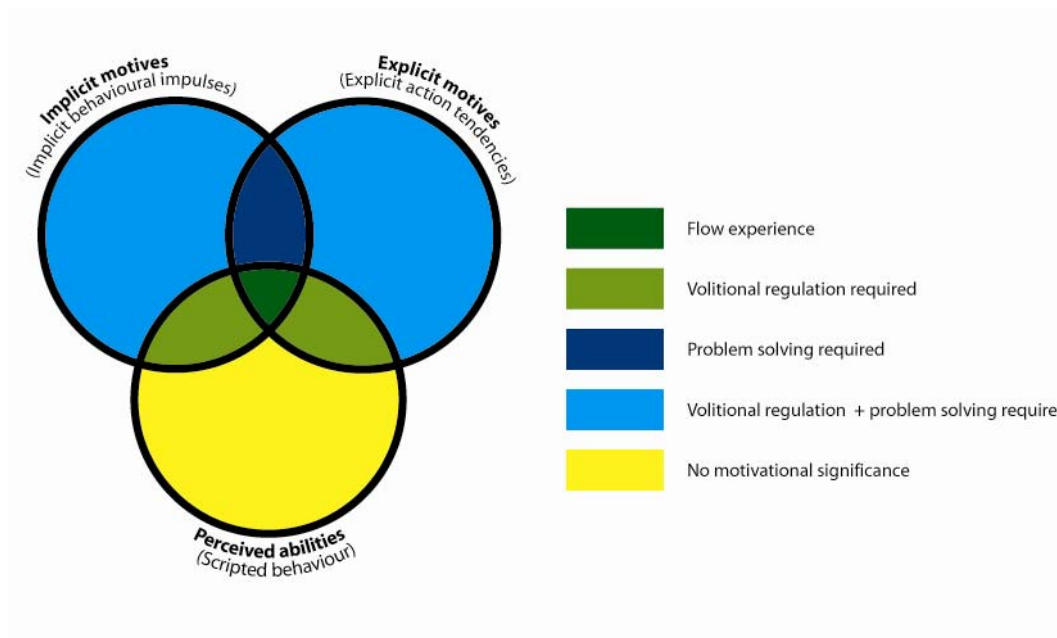 Implicit motives
(Implicit behavioural impulses)
Explicit motives
(Explicit action tendencies)
Perceived abilities
(Scripted behaviour)
Flow experience
Volitional regulation required
Problem solving required
Volitional regulation + problem solving require
No motivational significance